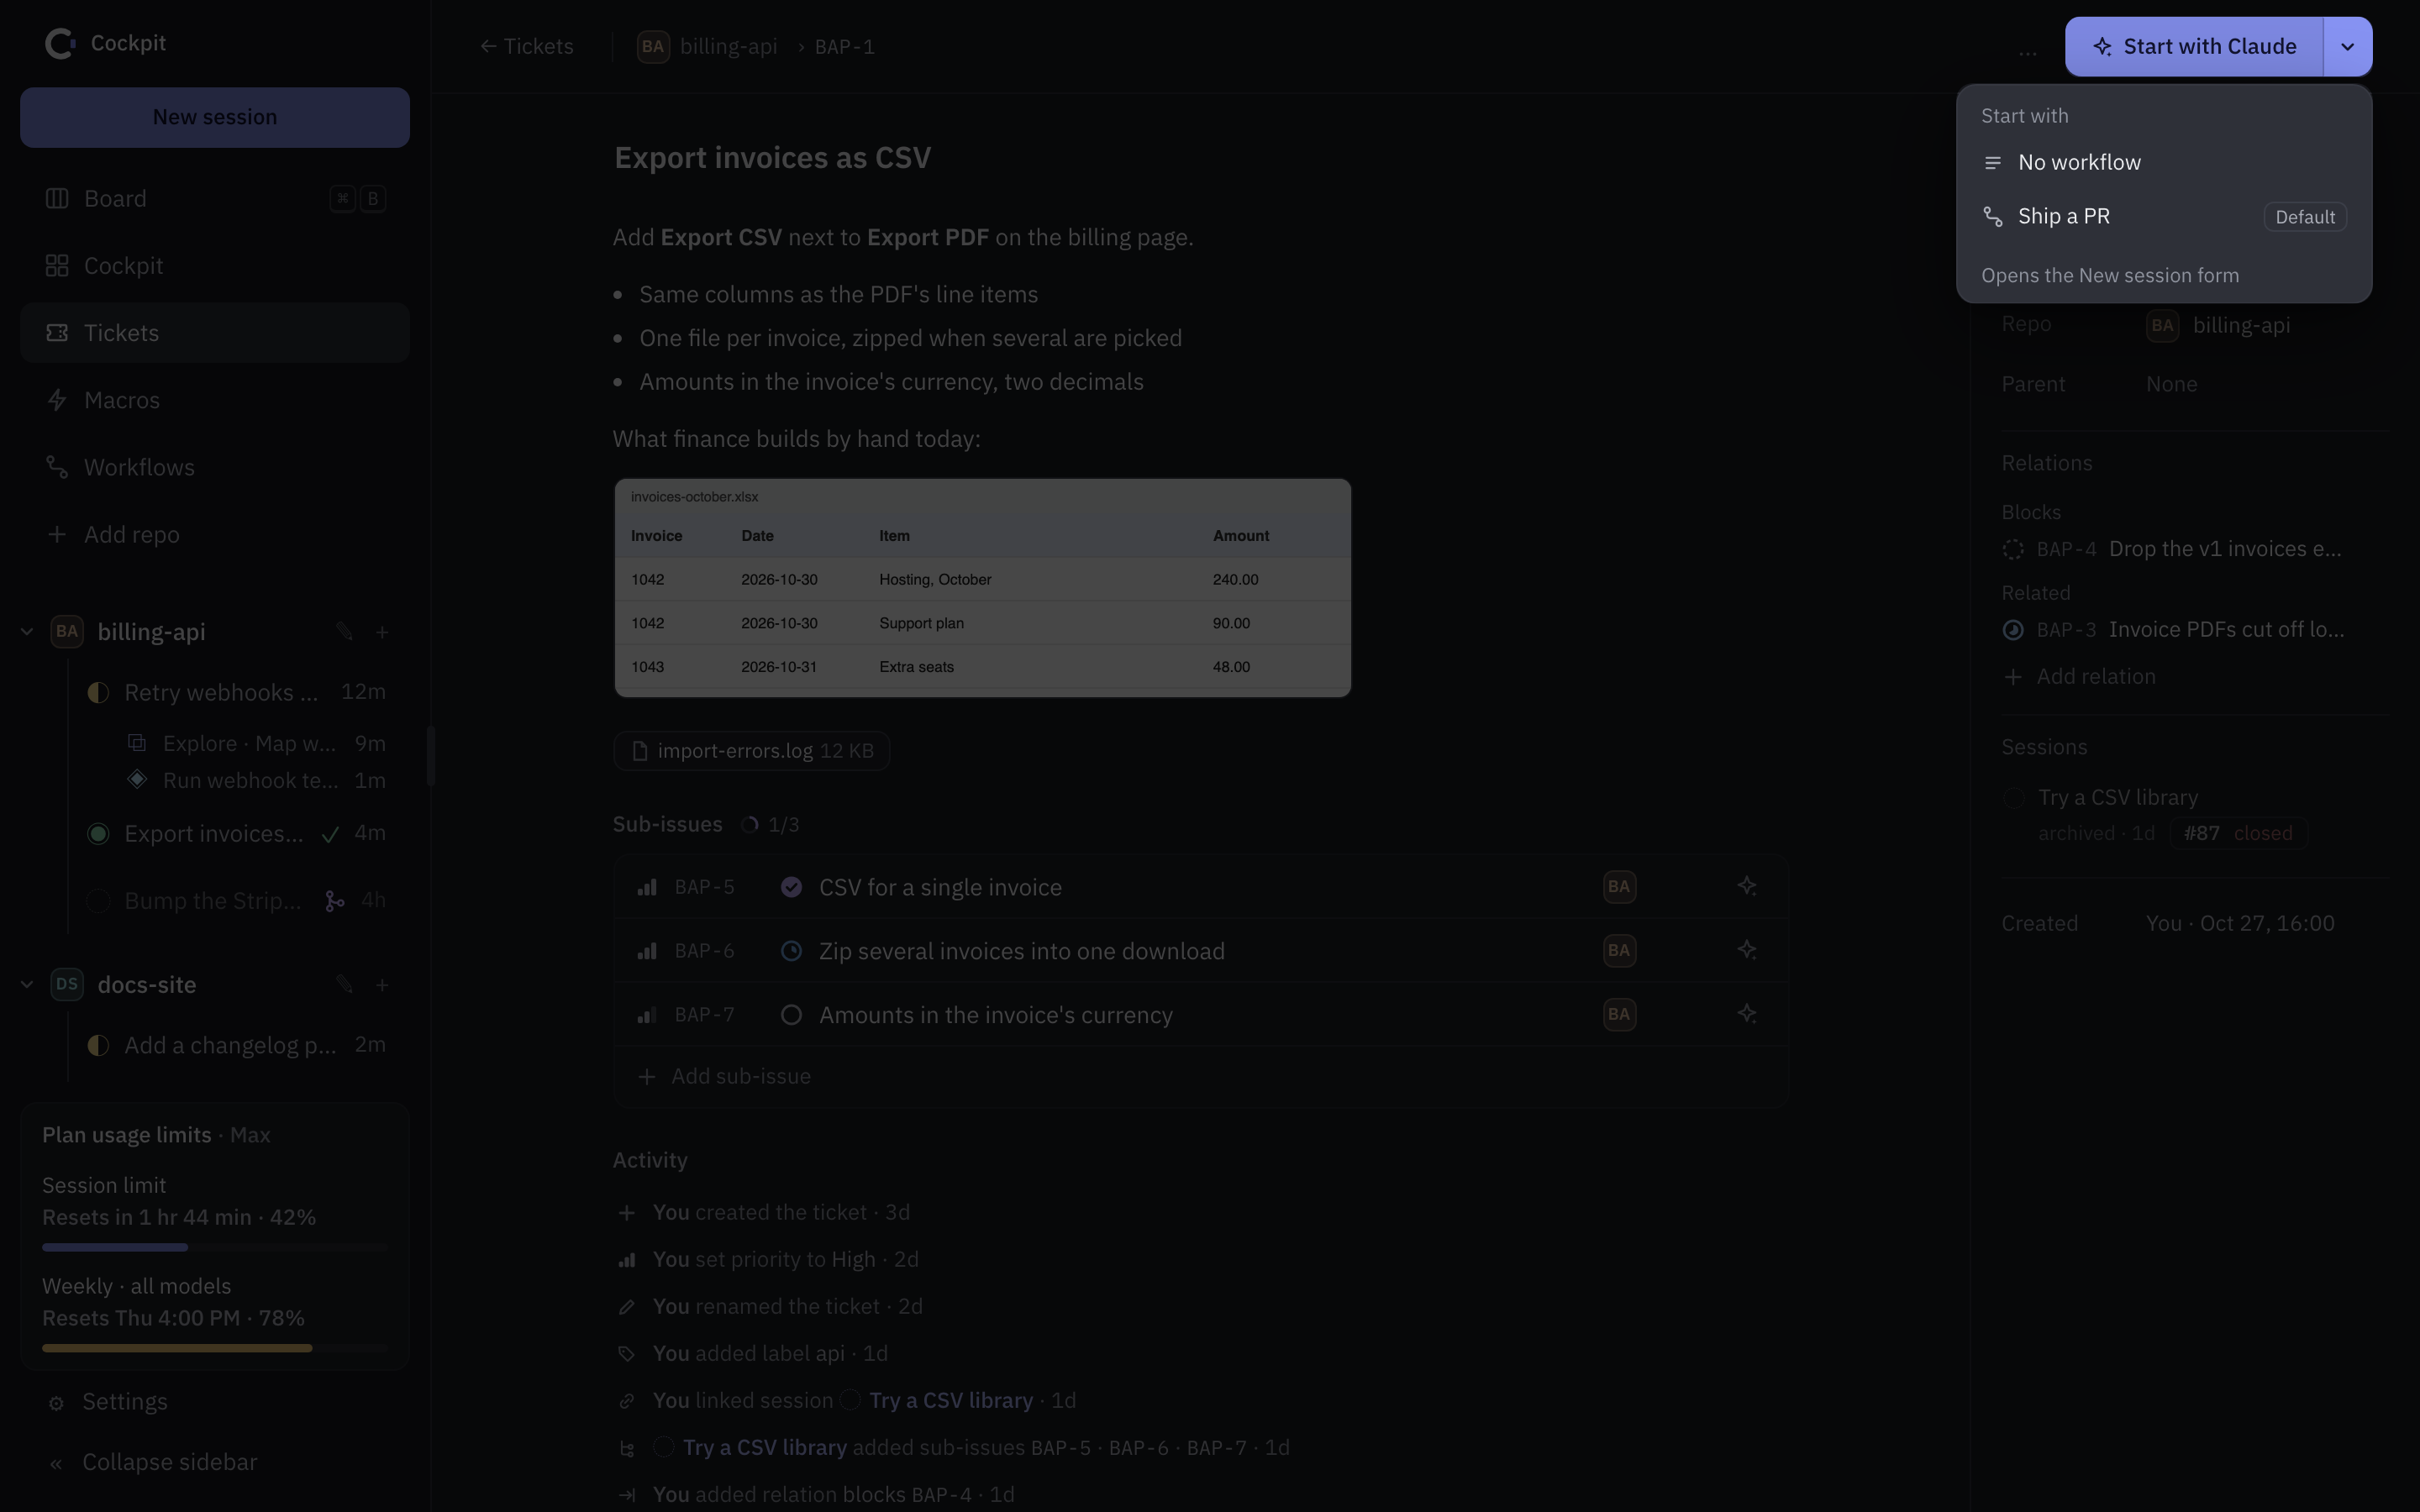 Cockpit
New session
Board ⌘ B
Cockpit
Tickets
Macros
Workflows
Add repo
BA billing-api
Retry webhooks ... 12m
Explore · Map w... 9m
Run webhook te... 1m
Export invoices... 4m
Bump the Strip... 4h
DS docs-site
Add a changelog p... 2m
Plan usage limits · Max
Session limit
Resets in 1 hr 44 min · 42%
Weekly · all models
Resets Thu 4:00 PM · 78%
Settings
« Collapse sidebar
← Tickets BA billing-api › BAP-1
... Start with Claude
Start with
No workflow
Ship a PR Default
Opens the New session form
Export invoices as CSV
Add Export CSV next to Export PDF on the billing page.
• Same columns as the PDF's line items
• One file per invoice, zipped when several are picked
• Amounts in the invoice's currency, two decimals
What finance builds by hand today:
invoices-october.xlsx
Invoice Date Item Amount
1042 2026-10-30 Hosting, October 240.00
1042 2026-10-30 Support plan 90.00
1043 2026-10-31 Extra seats 48.00
import-errors.log 12 KB
Sub-issues 1/3
BAP-5 CSV for a single invoice BA
BAP-6 Zip several invoices into one download BA
BAP-7 Amounts in the invoice's currency BA
Add sub-issue
Activity
You created the ticket · 3d
You set priority to High · 2d
You renamed the ticket · 2d
You added label api · 1d
You linked session Try a CSV library · 1d
Try a CSV library added sub-issues BAP-5 · BAP-6 · BAP-7 · 1d
You added relation blocks BAP-4 · 1d
Repo BA billing-api
Parent None
Relations
Blocks
BAP-4 Drop the v1 invoices e...
Related
BAP-3 Invoice PDFs cut off lo...
Add relation
Sessions
Try a CSV library
archived · 1d #87 closed
Created You · Oct 27, 16:00